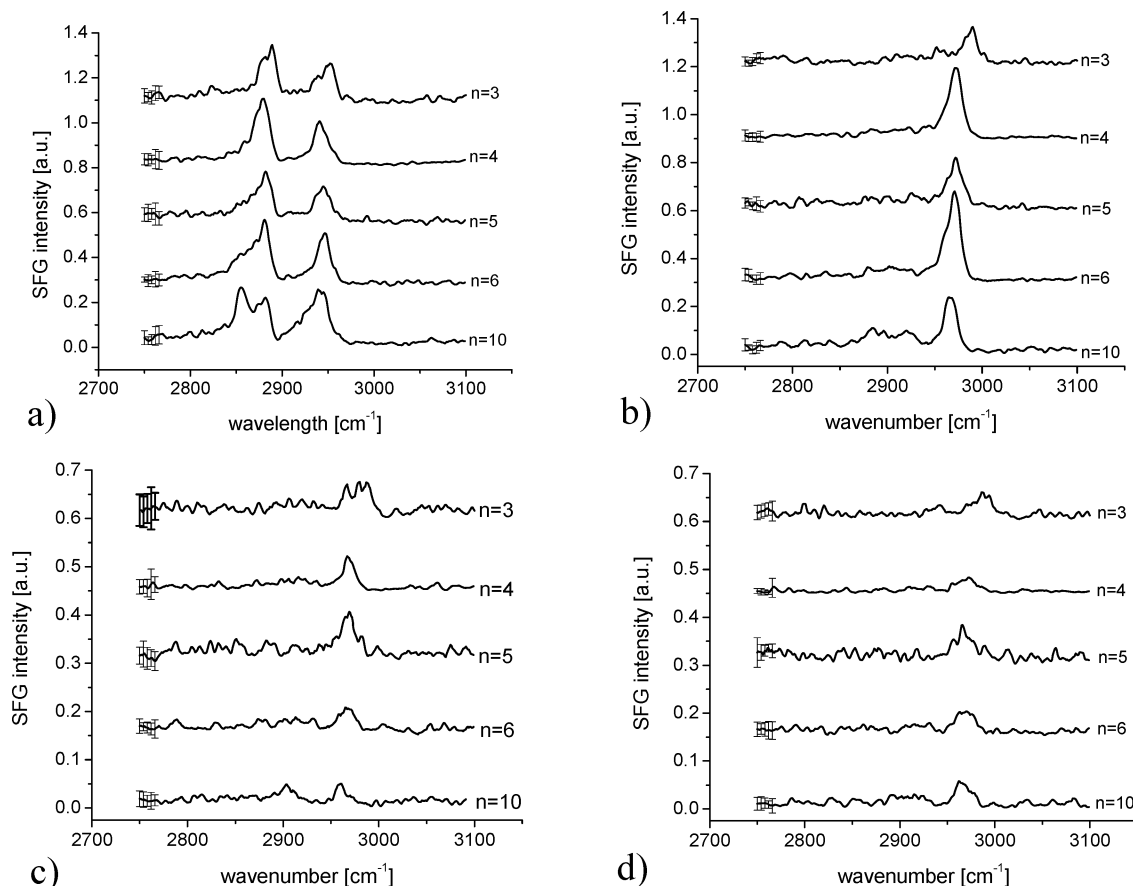 1.4
1.2
1.0
0.8
0.6
0.4
0.2
0.0
SFG intensity [a.u.]
n=3
n=4
n=5
n=6
n=10
2700 2800 2900 3000 3100
wavelength [cm-1]
a)
1.4
1.2
1.0
0.8
0.6
0.4
0.2
0.0
SFG intensity [a.u.]
n=3
n=4
n=5
n=6
n=10
2700 2800 2900 3000 3100
wavenumber [cm-1]
b)
0.7
0.6
0.5
0.4
0.3
0.2
0.1
0.0
SFG intensity [a.u.]
n=3
n=4
n=5
n=6
n=10
2700 2800 2900 3000 3100
wavenumber [cm-1]
c)
0.7
0.6
0.5
0.4
0.3
0.2
0.1
0.0
SFG intensity [a.u.]
n=3
n=4
n=5
n=6
n=10
2700 2800 2900 3000 3100
wavenumber [cm-1]
d)